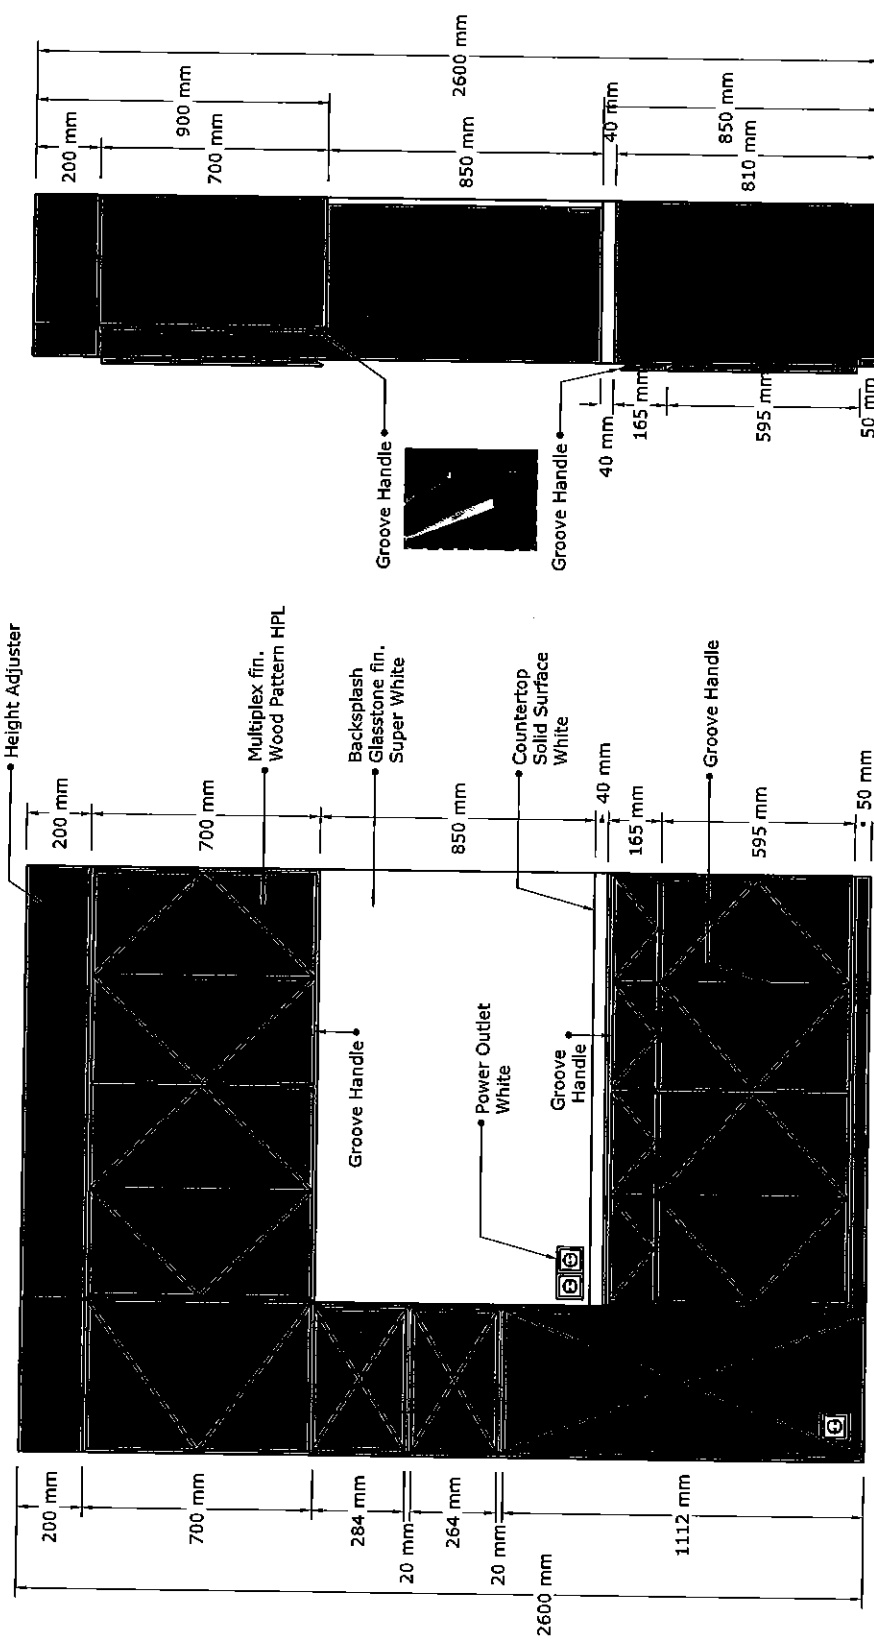 Height Adjuster
Multiplex fin.
Wood Pattern HPL
Backsplash
Glasstone fin.
Super White
Countertop
Solid Surface
White
Groove Handle
Groove Handle
Power Outlet
White
Groove
Handle
200 mm
700 mm
850 mm
40 mm
165 mm
595 mm
50 mm
200 mm
700 mm
284 mm
20 mm
264 mm
20 mm
1112 mm
2600 mm
Groove Handle
Groove Handle
40 mm
165 mm
595 mm
50 mm
200 mm
700 mm
850 mm
40 mm
810 mm
900 mm
850 mm
2600 mm